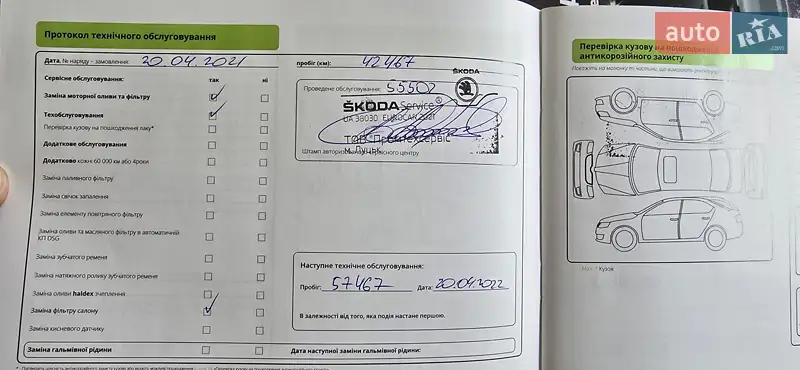 Протокол технічного обслуговування
Дата, № наряду – замовлення: 20.04.2021 пробіг (км): 42467
Сервісне обслуговування: так ні
Заміна моторної оливи та фільтру
Техобслуговування
Перевірка кузову на пошкодження лаку*
Додаткове обслуговування
Додатково кожні 60 000 км або 4роки
Заміна паливного фільтру
Заміна свічок запалення
Заміна елементу повітряного фільтру
Заміна оливи та масляного фільтру в автоматичній
КП DSG
Заміна зубчатого ременя
Заміна натяжного ролику зубчатого ременя
Заміна оливи haldex зчеплення
Заміна фільтру салону
Заміна кисневого датчику
Заміна гальмівної рідини
Дата наступної заміни гальмівної рідини:
Проведене обслуговування: 55502
ŠKODA
ŠKODA Service
UA 38030 EUROCAR 2021
м. Луцьк
Штамп авторизованого сервісного центру
Наступне технічне обслуговування:
Пробіг: 57467 Дата: 20.04.2022
В залежності від того, яка подія настане першою.
Перевірка кузову на пошкодження
антикорозійного захисту
Кузов
auto RIA
.com